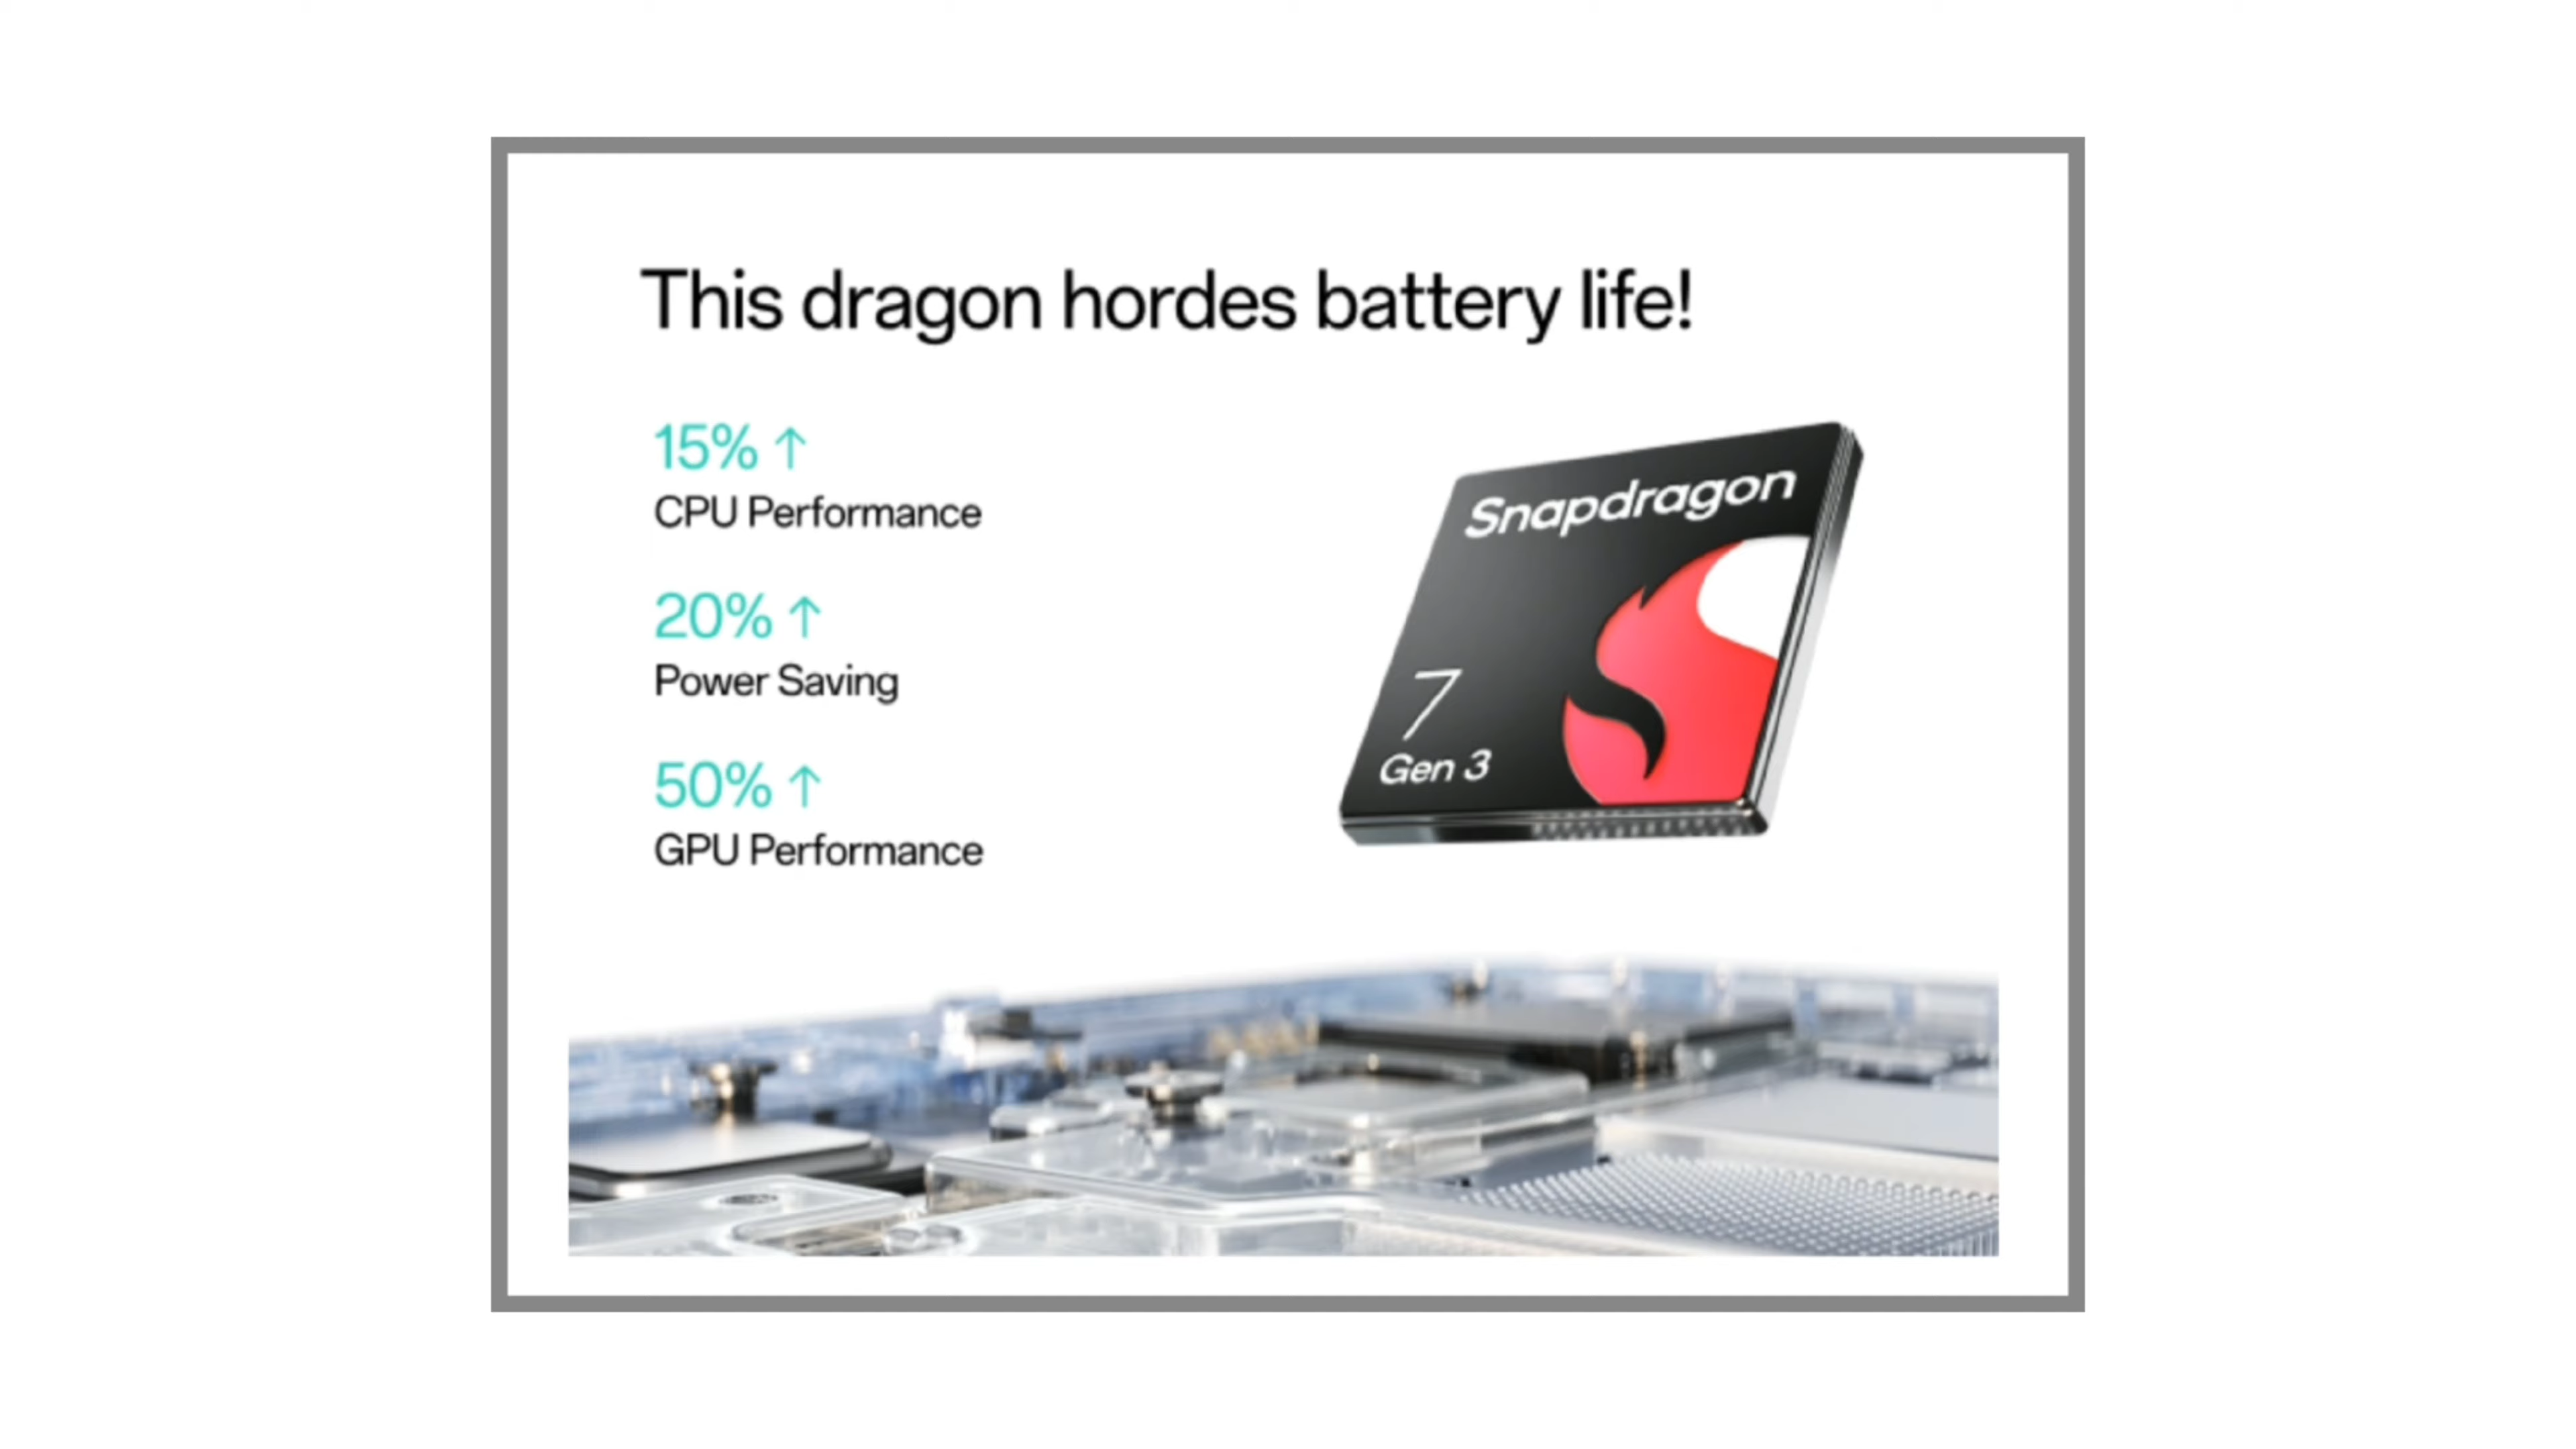 This dragon hordes battery life!
15% ↑
CPU Performance
20% ↑
Power Saving
50% ↑
GPU Performance
Snapdragon
7
Gen 3